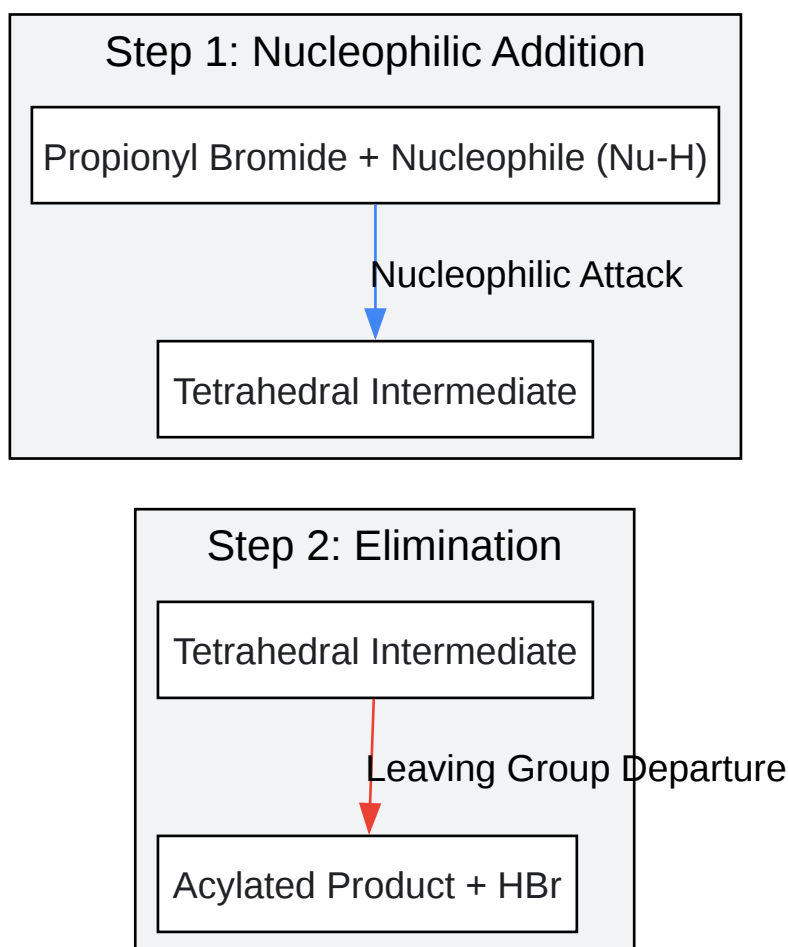 Step 1: Nucleophilic Addition
Propionyl Bromide + Nucleophile (Nu-H)
Nucleophilic Attack
Tetrahedral Intermediate
Step 2: Elimination
Tetrahedral Intermediate
Leaving Group Departure
Acylated Product + HBr